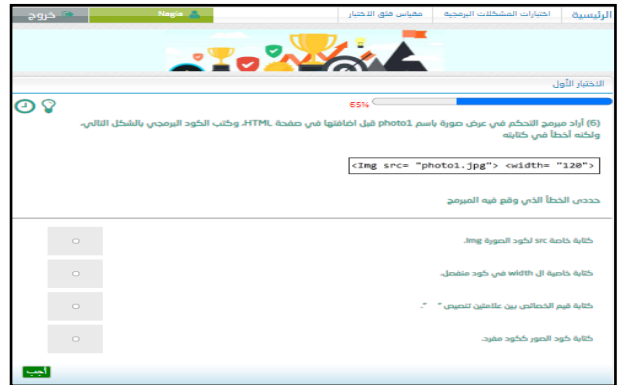 الرئيسية اختبارات المشكلات البرمجية مقياس قلق الاختبار Nagia خروج
الاختبار الأول
65%
(6) أراد مبرمج التحكم في عرض صورة باسم photo1 قبل اضافتها في صفحة HTML، وكتب الكود البرمجي بالشكل التالي،
ولكنه أخطأ في كتابته
<Img src= "photo1.jpg"> <width= "120">
حددى الخطأ الذي وقع فيه المبرمج
كتابة خاصة src لكود الصورة Img.
كتابة خاصية ال width في كود منفصل.
كتابة قيم الخصائص بين علامتين تنصيص " ".
كتابة كود الصور ككود مفرد.
أجب